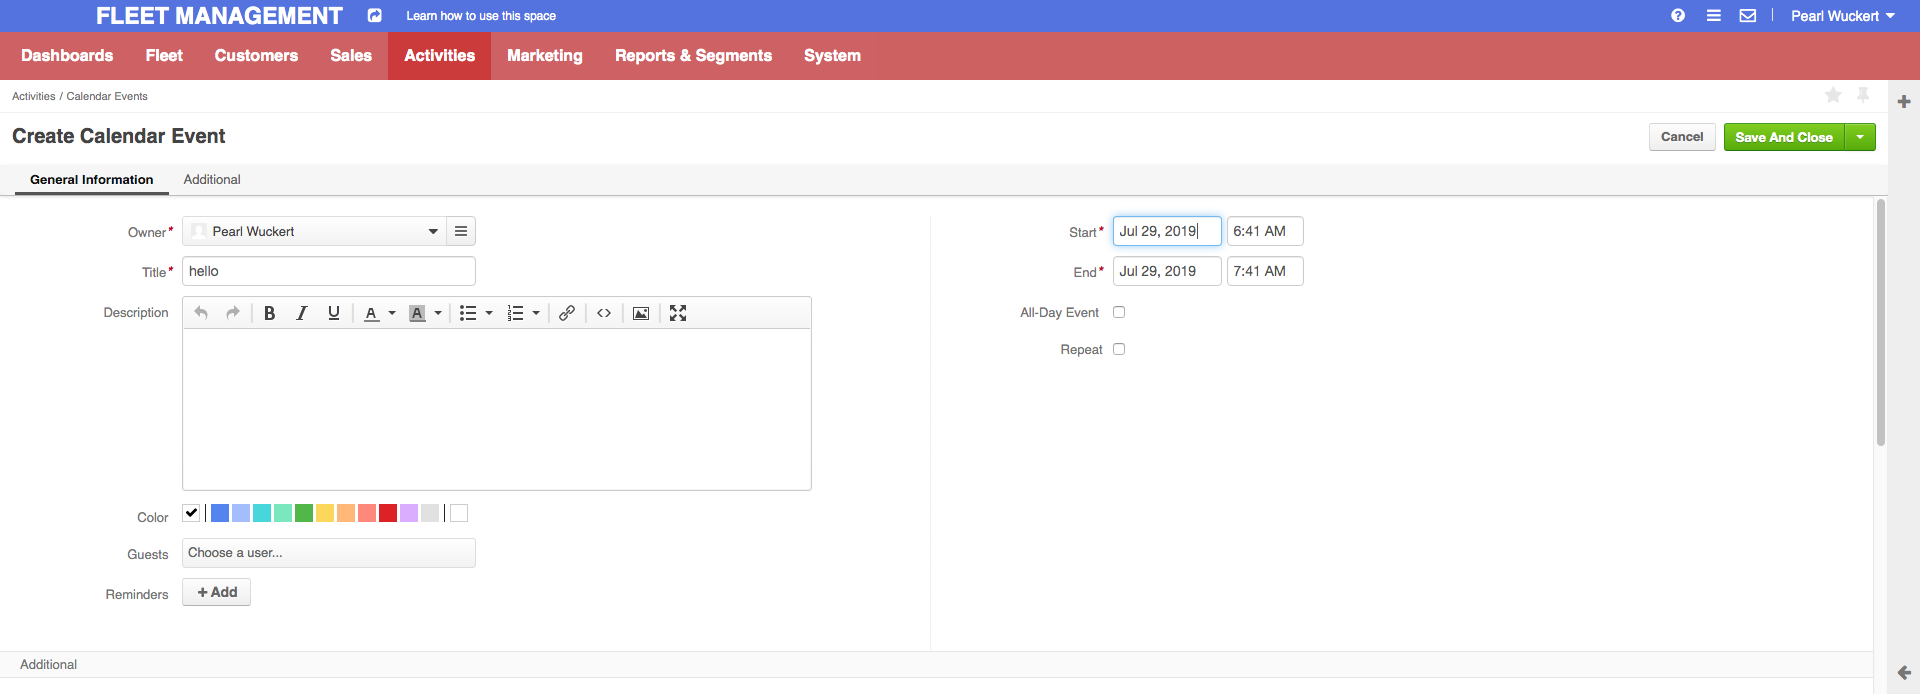 FLEET MANAGEMENT Learn how to use this space Pearl Wuckert
Dashboards Fleet Customers Sales Activities Marketing Reports & Segments System
Activities / Calendar Events
Create Calendar Event Cancel Save And Close
General Information Additional
Owner* Pearl Wuckert Start* Jul 29, 2019 6:41 AM
Title* hello End* Jul 29, 2019 7:41 AM
Description B I U A A All-Day Event
Repeat
Color
Guests Choose a user...
Reminders + Add
Additional